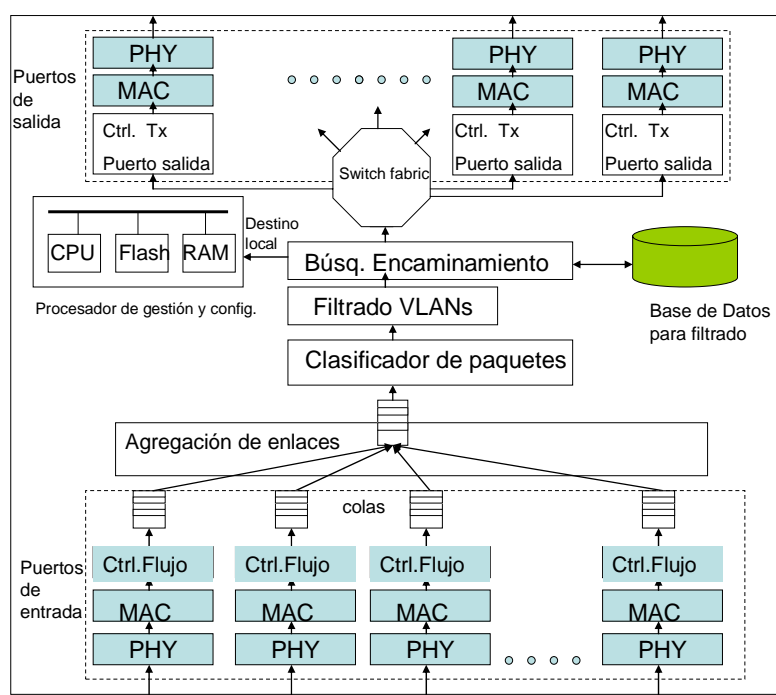 PHY
PHY
PHY
Puertos
de
salida
MAC
MAC
MAC
Ctrl. Tx
Puerto salida
Ctrl. Tx
Puerto salida
Ctrl. Tx
Puerto salida
Switch fabric
Destino
local
CPU
Flash
RAM
Búsq. Encaminamiento
Procesador de gestión y config.
Filtrado VLANs
Base de Datos
para filtrado
Clasificador de paquetes
Agregación de enlaces
colas
Puertos
de
entrada
Ctrl.Flujo
Ctrl.Flujo
Ctrl.Flujo
Ctrl.Flujo
MAC
MAC
MAC
MAC
PHY
PHY
PHY
PHY